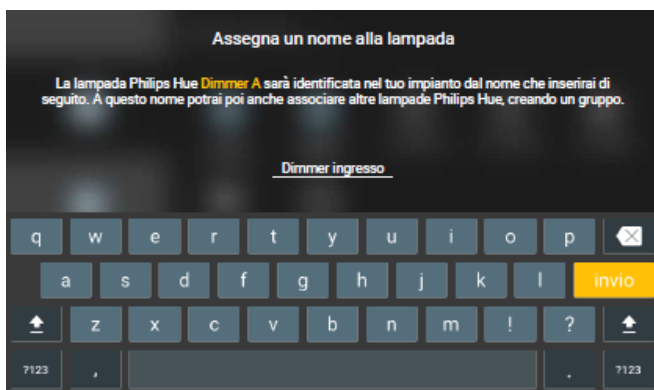 Assegna un nome alla lampada
La lampada Philips Hue Dimmer A sarà identificata nel tuo impianto dal nome che inserirai di
seguito. A questo nome potrai poi anche associare altre lampade Philips Hue, creando un gruppo.
Dimmer ingresso
q w e r t y u i o p
a s d f g h j k l invio
z x c v b n m ! ?
?123 , . ?123